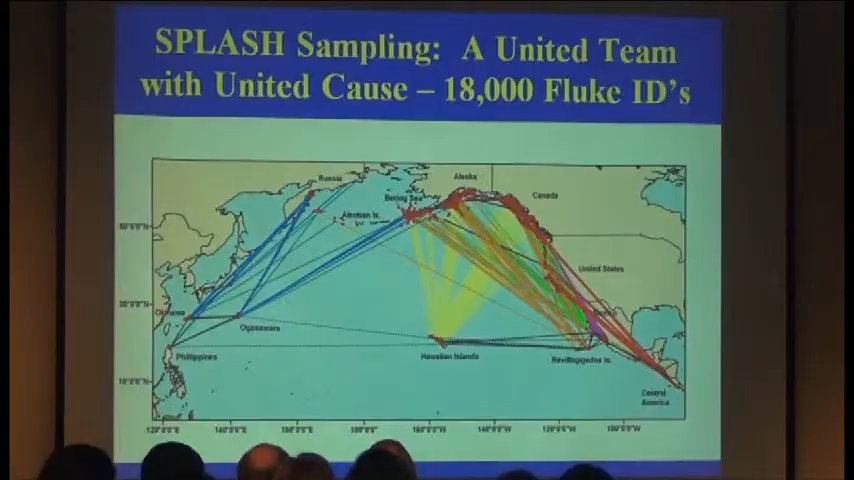 SPLASH Sampling: A United Team
with United Cause – 18,000 Fluke ID's
Russia
Alaska
Bering Sea
Canada
Aleutian Is.
United States
Okinawa
Ogasawara
Philippines
Hawaiian Islands
Revillagigedos Is.
Central
America
120°0'0"E
140°0'0"E
160°0'0"E
180°0'0"
160°0'0"W
140°0'0"W
120°0'0"W
100°0'0"W